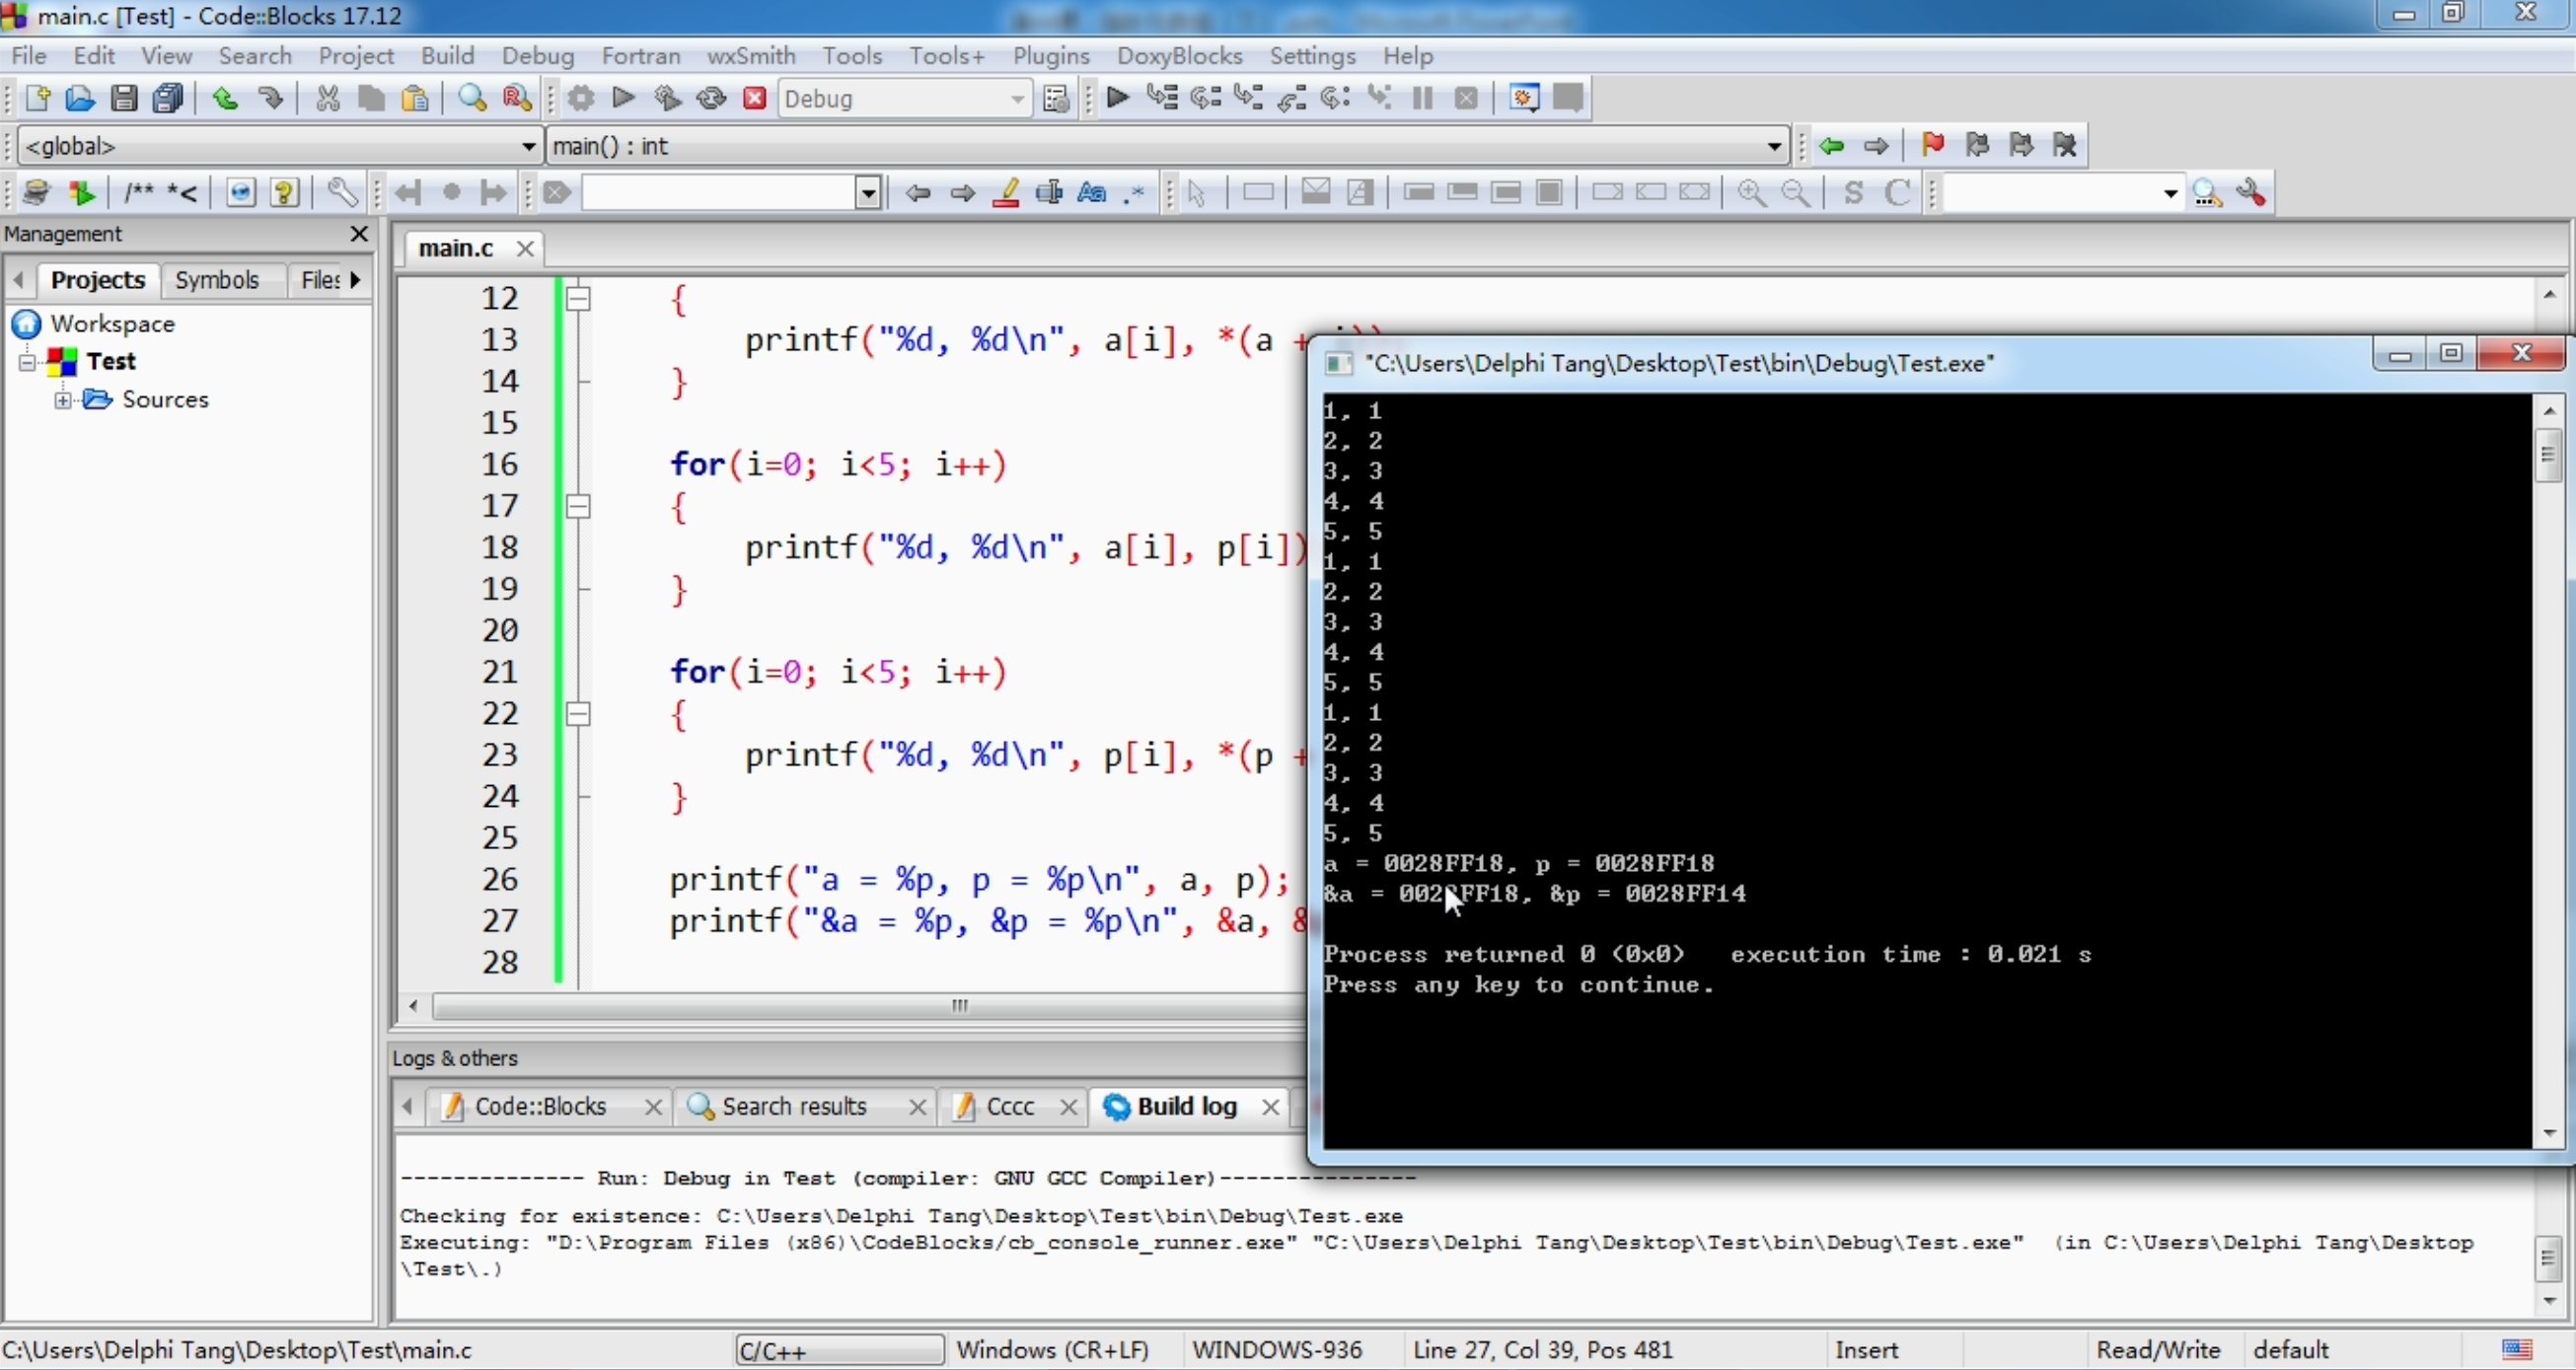 main.c [Test] - Code::Blocks 17.12
File Edit View Search Project Build Debug Fortran wxSmith Tools Tools+ Plugins DoxyBlocks Settings Help
Debug
<global> main() : int
/** *<
Aa .* S C
Management
main.c
Projects Symbols Files
Workspace
Test
Sources
12 {
13 printf("%d, %d\n", a[i], *(a +
14 }
15
16 for(i=0; i<5; i++)
17 {
18 printf("%d, %d\n", a[i], p[i])
19 }
20
21 for(i=0; i<5; i++)
22 {
23 printf("%d, %d\n", p[i], *(p +
24 }
25
26 printf("a = %p, p = %p\n", a, p);
27 printf("&a = %p, &p = %p\n", &a, &
28
"C:\Users\Delphi Tang\Desktop\Test\bin\Debug\Test.exe"
1, 1
2, 2
3, 3
4, 4
5, 5
1, 1
2, 2
3, 3
4, 4
5, 5
1, 1
2, 2
3, 3
4, 4
5, 5
a = 0028FF18, p = 0028FF18
&a = 0028FF18, &p = 0028FF14
Process returned 0 (0x0) execution time : 0.021 s
Press any key to continue.
Logs & others
Code::Blocks Search results Cccc Build log
-------------- Run: Debug in Test (compiler: GNU GCC Compiler)---------------
Checking for existence: C:\Users\Delphi Tang\Desktop\Test\bin\Debug\Test.exe
Executing: "D:\Program Files (x86)\CodeBlocks/cb_console_runner.exe" "C:\Users\Delphi Tang\Desktop\Test\bin\Debug\Test.exe" (in C:\Users\Delphi Tang\Desktop
\Test\.)
C:\Users\Delphi Tang\Desktop\Test\main.c C/C++ Windows (CR+LF) WINDOWS-936 Line 27, Col 39, Pos 481 Insert Read/Write default